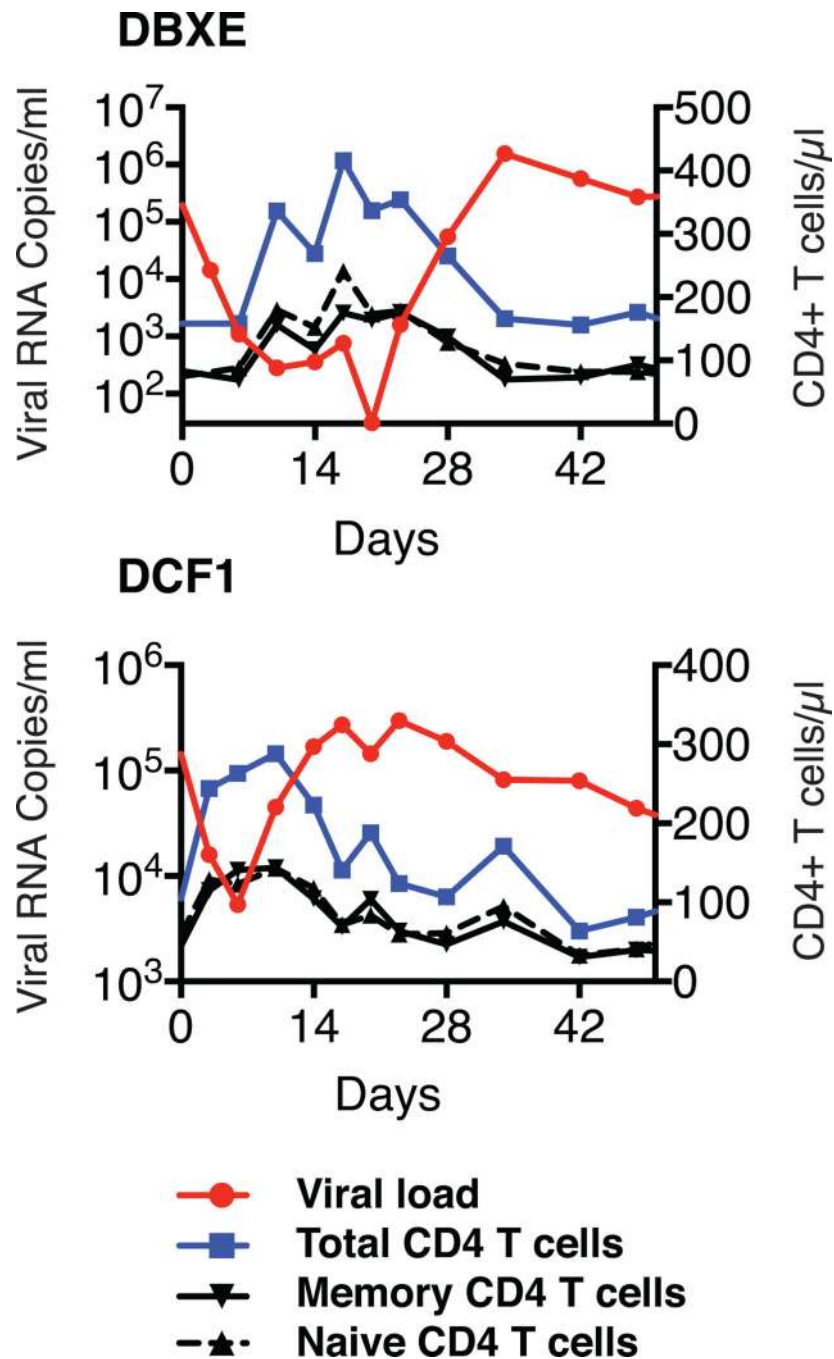 DBXE
Viral RNA Copies/ml
10⁷
10⁶
10⁵
10⁴
10³
10²
500
400
300
200
100
0
CD4+ T cells/µl
0 14 28 42
Days
DCF1
Viral RNA Copies/ml
10⁶
10⁵
10⁴
10³
400
300
200
100
0
CD4+ T cells/µl
0 14 28 42
Days
Viral load
Total CD4 T cells
Memory CD4 T cells
Naive CD4 T cells